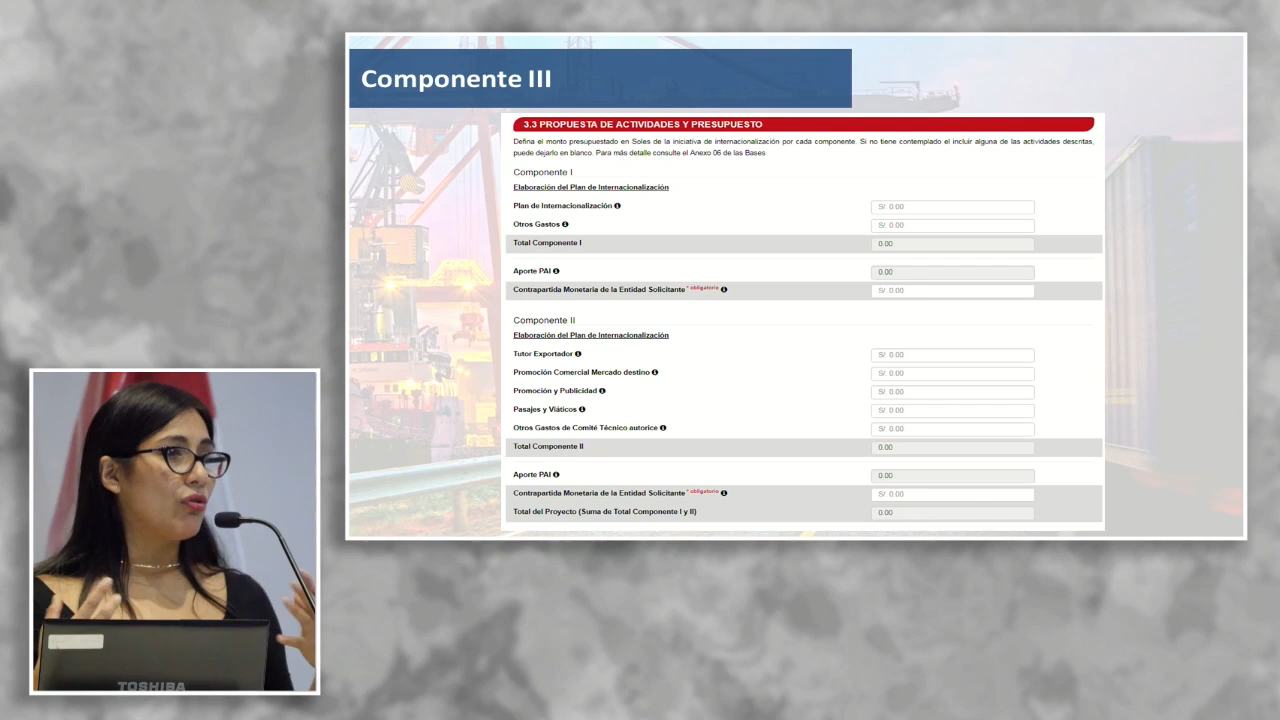 Componente III
3.3 PROPUESTA DE ACTIVIDADES Y PRESUPUESTO
Defina el monto presupuestado en Soles de la iniciativa de internacionalización por cada componente. Si no tiene contemplado el incluir alguna de las actividades descritas,
puede dejarlo en blanco. Para más detalle consulte el Anexo 06 de las Bases
Componente I
Elaboración del Plan de Internacionalización
Plan de Internacionalización S/ 0.00
Otros Gastos S/. 0.00
Total Componente I 0.00
Aporte PAI 0.00
Contrapartida Monetaria de la Entidad Solicitante * obligatorio S/ 0.00
Componente II
Elaboración del Plan de Internacionalización
Tutor Exportador S/ 0.00
Promoción Comercial Mercado destino S/ 0.00
Promoción y Publicidad S/ 0.00
Pasajes y Viáticos S/ 0.00
Otros Gastos de Comité Técnico autorice S/ 0.00
Total Componente II 0.00
Aporte PAI 0.00
Contrapartida Monetaria de la Entidad Solicitante * obligatorio S/ 0.00
Total del Proyecto (Suma de Total Componente I y II) 0.00
TOSHIBA